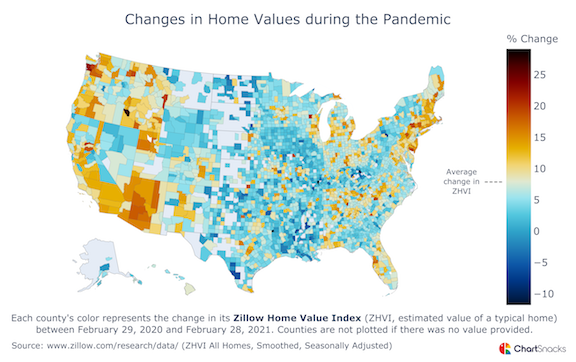 Changes in Home Values during the Pandemic
% Change
25
20
15
10
5
0
−5
−10
Average
change in
ZHVI
Each county's color represents the change in its Zillow Home Value Index (ZHVI, estimated value of a typical home)
between February 29, 2020 and February 28, 2021. Counties are not plotted if there was no value provided.
Source: www.zillow.com/research/data/ (ZHVI All Homes, Smoothed, Seasonally Adjusted)
ChartSnacks